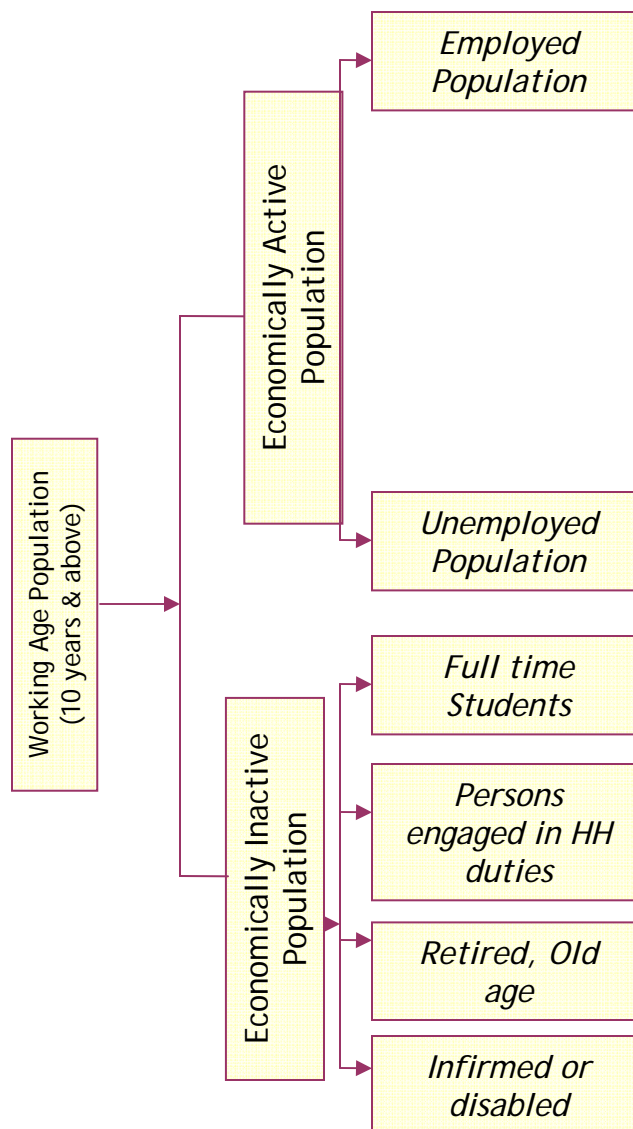 Working Age Population
(10 years & above)
Economically Active
Population
Employed
Population
Unemployed
Population
Economically Inactive
Population
Full time
Students
Persons
engaged in HH
duties
Retired, Old
age
Infirmed or
disabled